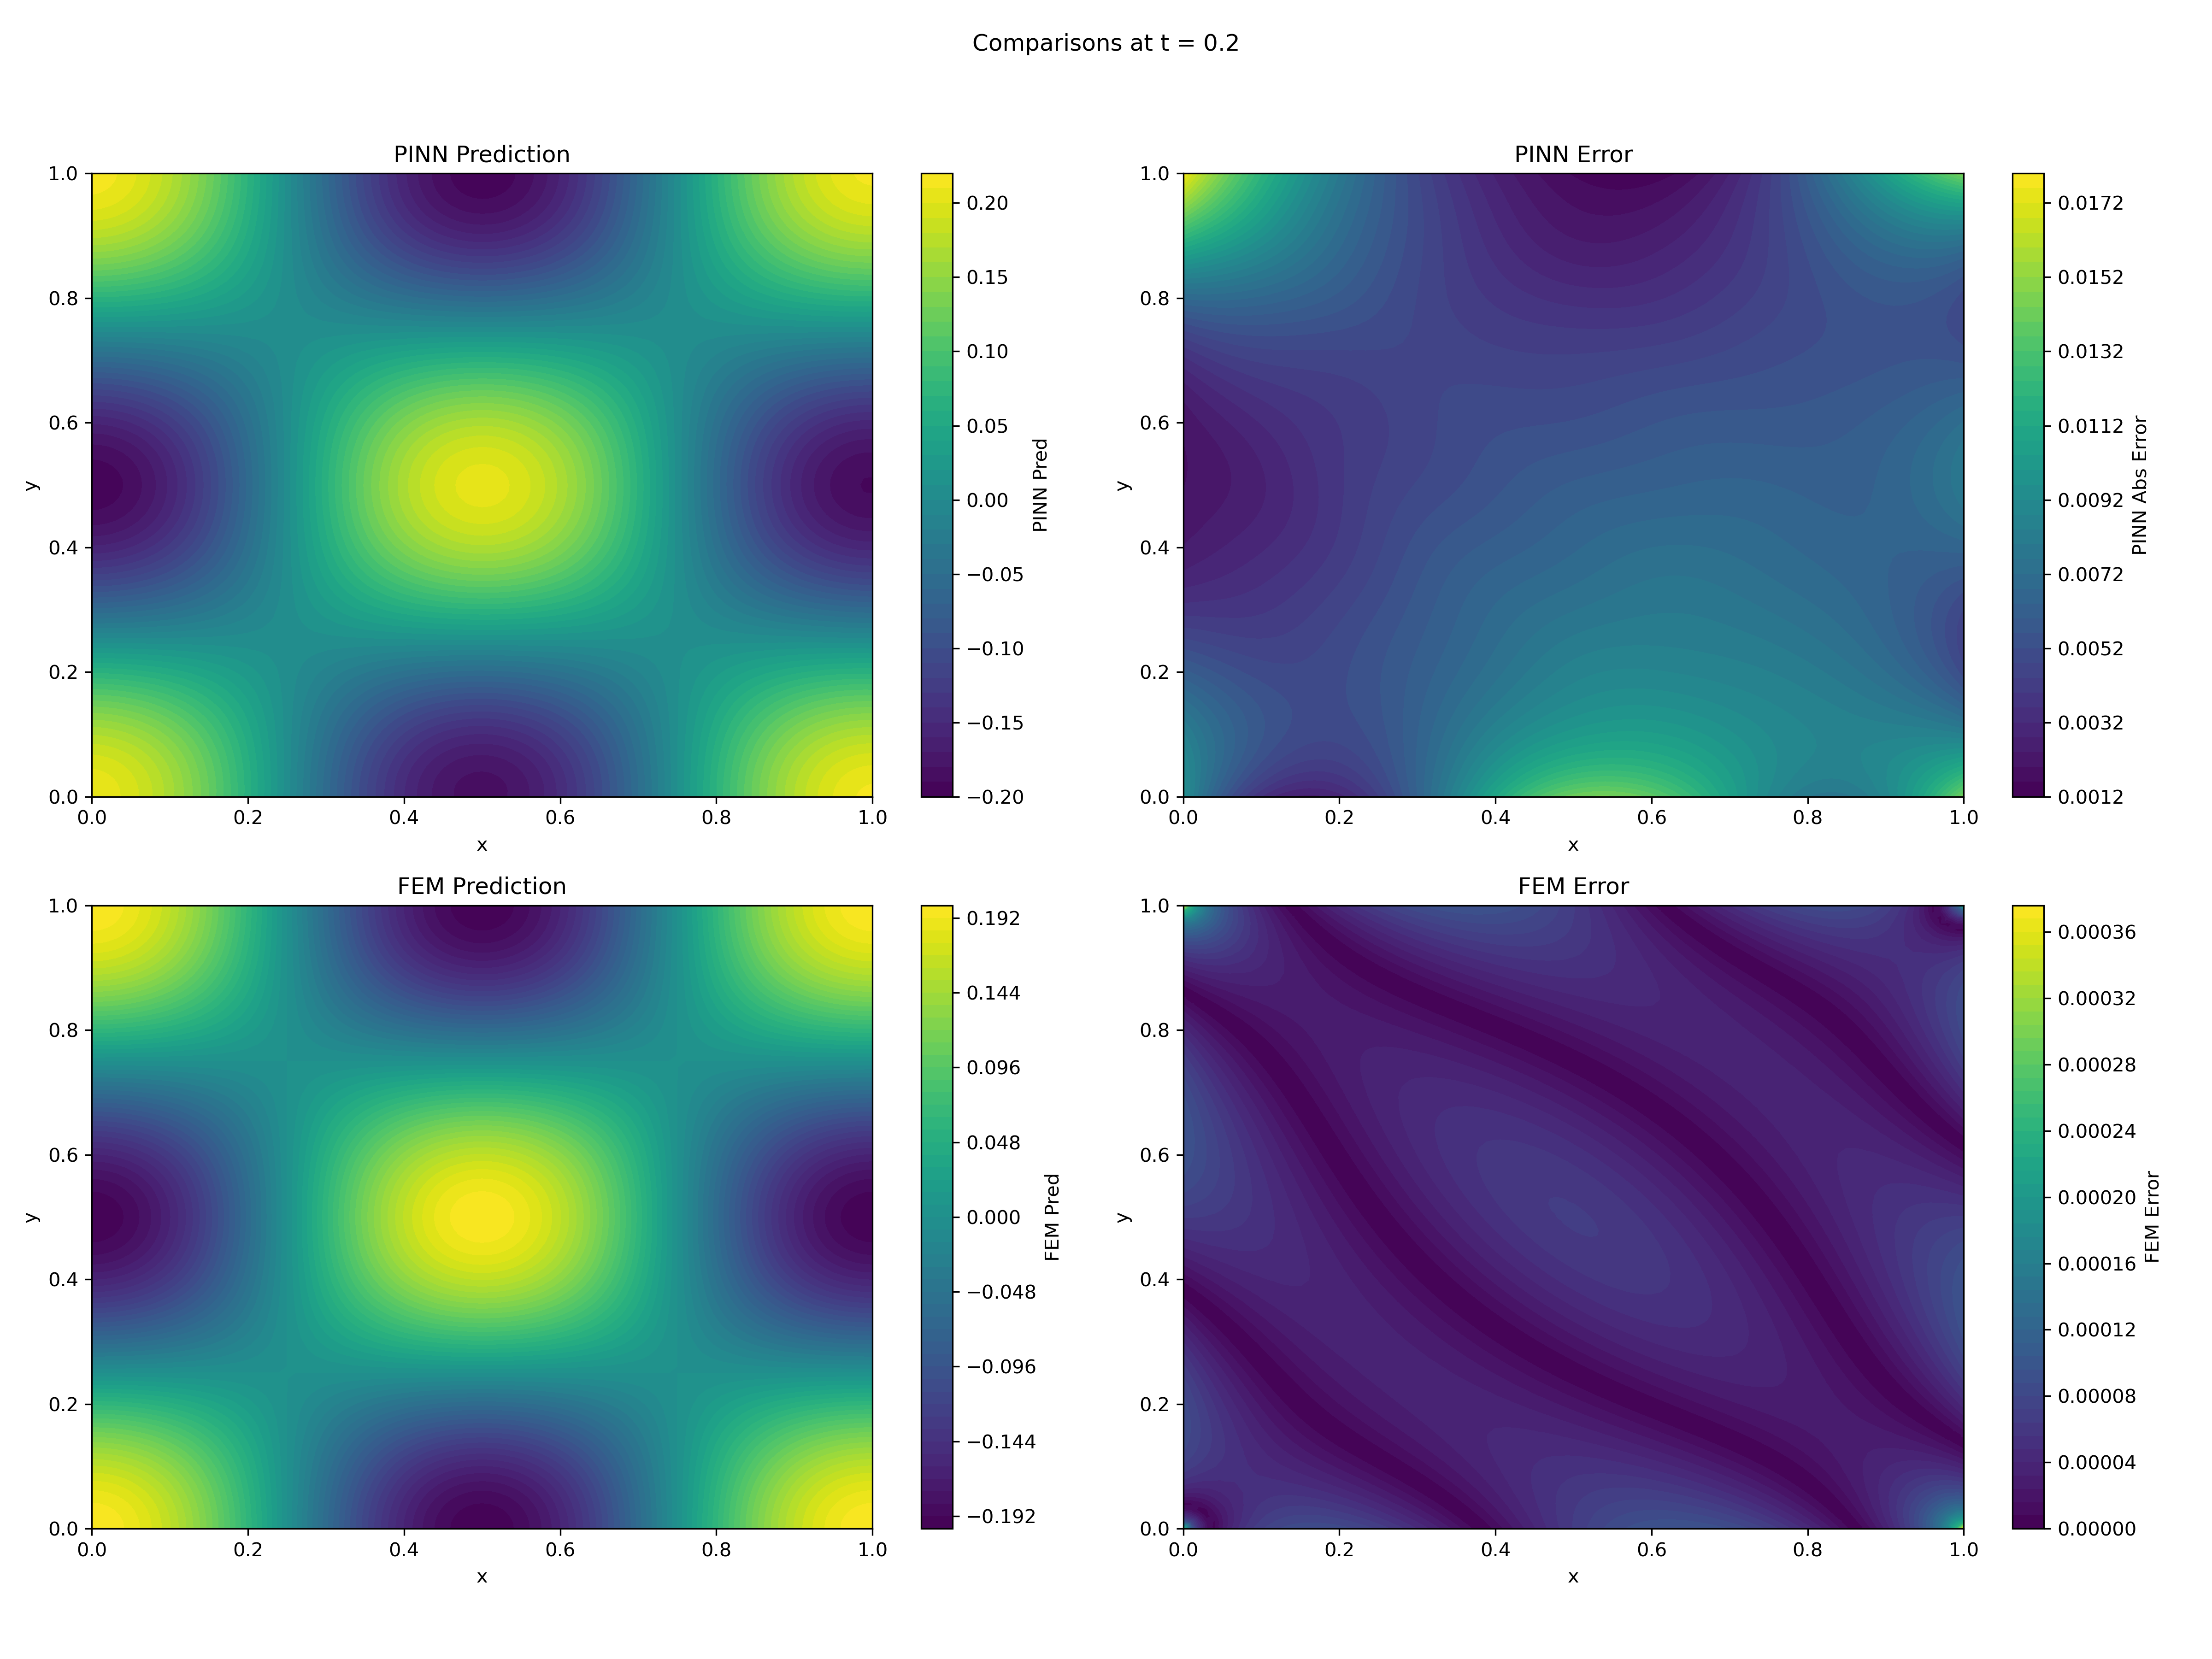 Comparisons at t = 0.2
PINN Prediction
1.0
0.8
0.6
0.4
0.2
0.0
y
0.0 0.2 0.4 0.6 0.8 1.0
x
0.20
0.15
0.10
0.05
0.00
−0.05
−0.10
−0.15
−0.20
PINN Pred
PINN Error
1.0
0.8
0.6
0.4
0.2
0.0
y
0.0 0.2 0.4 0.6 0.8 1.0
x
0.0172
0.0152
0.0132
0.0112
0.0092
0.0072
0.0052
0.0032
0.0012
PINN Abs Error
FEM Prediction
1.0
0.8
0.6
0.4
0.2
0.0
y
0.0 0.2 0.4 0.6 0.8 1.0
x
0.192
0.144
0.096
0.048
0.000
−0.048
−0.096
−0.144
−0.192
FEM Pred
FEM Error
1.0
0.8
0.6
0.4
0.2
0.0
y
0.0 0.2 0.4 0.6 0.8 1.0
x
0.00036
0.00032
0.00028
0.00024
0.00020
0.00016
0.00012
0.00008
0.00004
0.00000
FEM Error